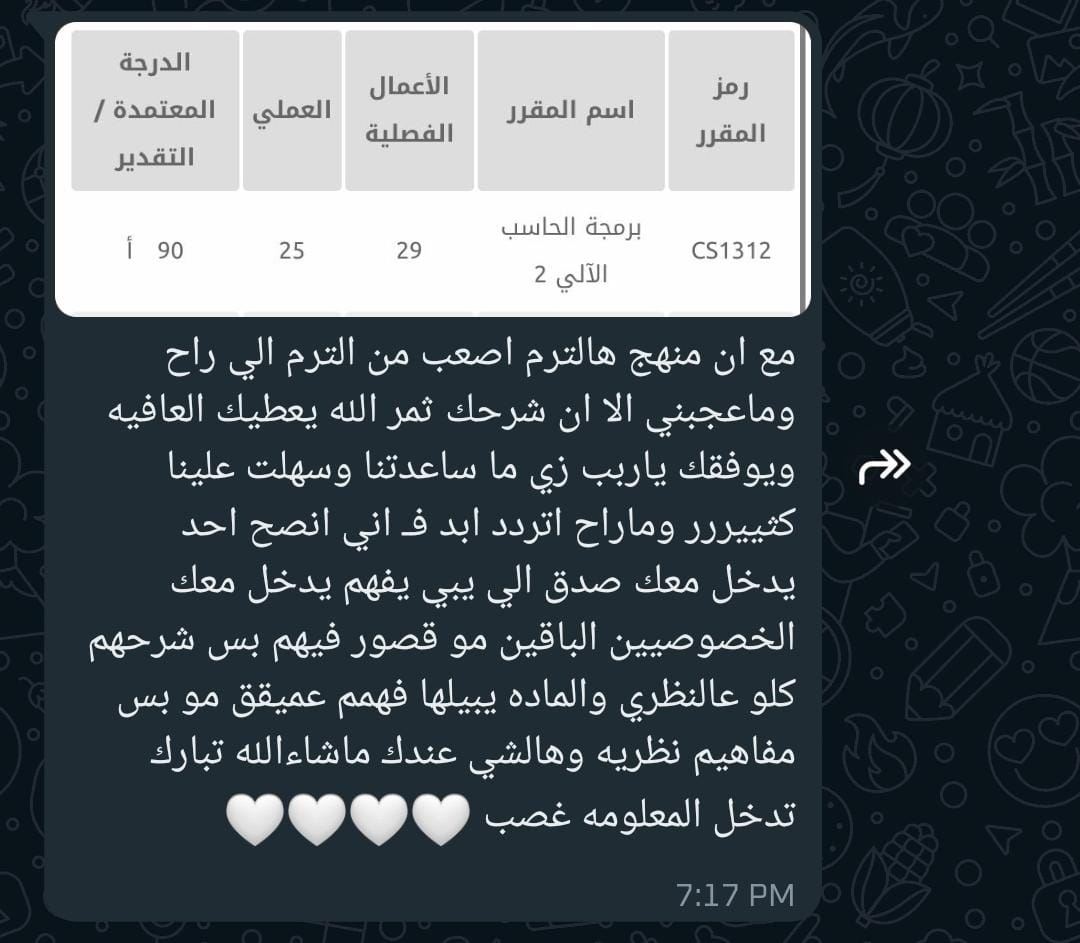 رمز المقرر
اسم المقرر
الأعمال الفصلية
العملي
الدرجة المعتمدة / التقدير
CS1312
برمجة الحاسب الآلي 2
29
25
90 أ
مع ان منهج هالترم اصعب من الترم الي راح
وماعجبني الا ان شرحك ثمر الله يعطيك العافيه
ويوفقك ياربب زي ما ساعدتنا وسهلت علينا
كثييررر وماراح اتردد ابد فـ اني انصح احد
يدخل معك صدق الي يبي يفهم يدخل معك
الخصوصيين الباقين مو قصور فيهم بس شرحهم
كلو عالنظري والماده يبيلها فهمم عميقق مو بس
مفاهيم نظريه وهالشي عندك ماشاءالله تبارك
تدخل المعلومه غصب 🤍🤍🤍🤍
7:17 PM